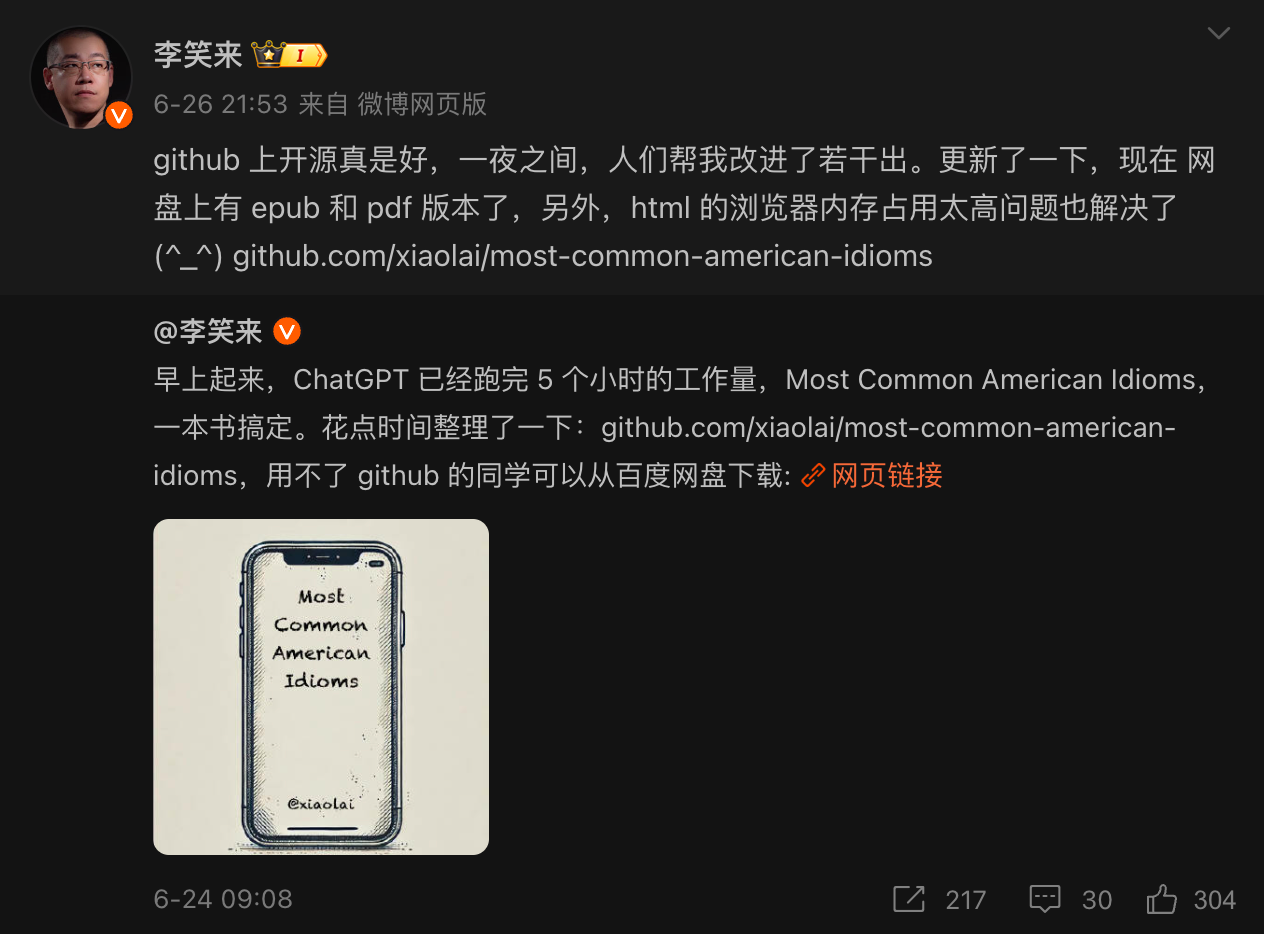 李笑来 I
6-26 21:53 来自 微博网页版
github 上开源真是好，一夜之间，人们帮我改进了若干出。更新了一下，现在 网
盘上有 epub 和 pdf 版本了，另外，html 的浏览器内存占用太高问题也解决了
(^_^) github.com/xiaolai/most-common-american-idioms
@李笑来
早上起来，ChatGPT 已经跑完 5 个小时的工作量，Most Common American Idioms，
一本书搞定。花点时间整理了一下：github.com/xiaolai/most-common-american-
idioms，用不了 github 的同学可以从百度网盘下载: 网页链接
Most
Common
American
Idioms
@xiaolai
6-24 09:08 217 30 304